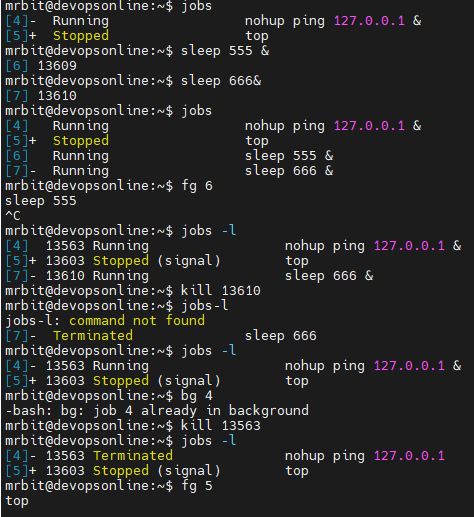 mrbit@devopsonline:~$ jobs
[4]-  Running                 nohup ping 127.0.0.1 &
[5]+  Stopped                 top
mrbit@devopsonline:~$ sleep 555 &
[6] 13609
mrbit@devopsonline:~$ sleep 666&
[7] 13610
mrbit@devopsonline:~$ jobs
[4]   Running                 nohup ping 127.0.0.1 &
[5]+  Stopped                 top
[6]   Running                 sleep 555 &
[7]-  Running                 sleep 666 &
mrbit@devopsonline:~$ fg 6
sleep 555
^C
mrbit@devopsonline:~$ jobs -l
[4]  13563 Running                 nohup ping 127.0.0.1 &
[5]+ 13603 Stopped (signal)        top
[7]- 13610 Running                 sleep 666 &
mrbit@devopsonline:~$ kill 13610
mrbit@devopsonline:~$ jobs-l
jobs-l: command not found
[7]-  Terminated              sleep 666
mrbit@devopsonline:~$ jobs -l
[4]- 13563 Running                 nohup ping 127.0.0.1 &
[5]+ 13603 Stopped (signal)        top
mrbit@devopsonline:~$ bg 4
-bash: bg: job 4 already in background
mrbit@devopsonline:~$ kill 13563
mrbit@devopsonline:~$ jobs -l
[4]- 13563 Terminated              nohup ping 127.0.0.1
[5]+ 13603 Stopped (signal)        top
mrbit@devopsonline:~$ fg 5
top